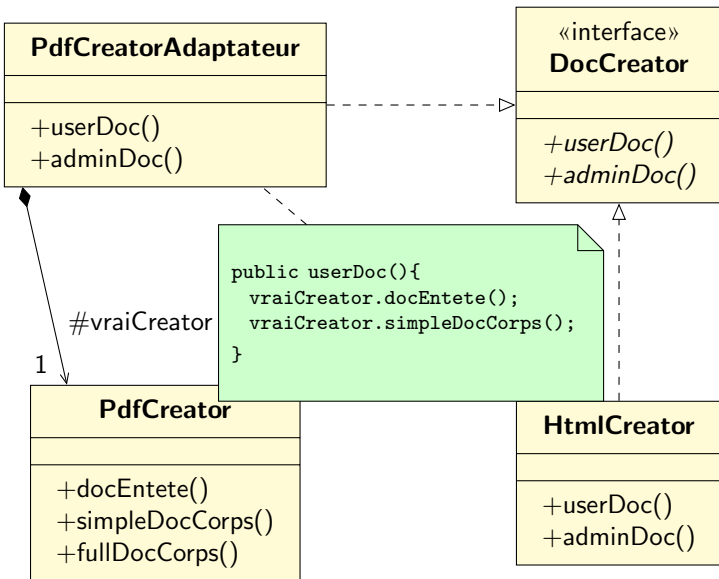 PdfCreatorAdaptateur
+userDoc()
+adminDoc()
«interface»
DocCreator
+userDoc()
+adminDoc()
public userDoc(){
vraiCreator.docEntete();
vraiCreator.simpleDocCorps();
}
#vraiCreator
1
PdfCreator
+docEntete()
+simpleDocCorps()
+fullDocCorps()
HtmlCreator
+userDoc()
+adminDoc()